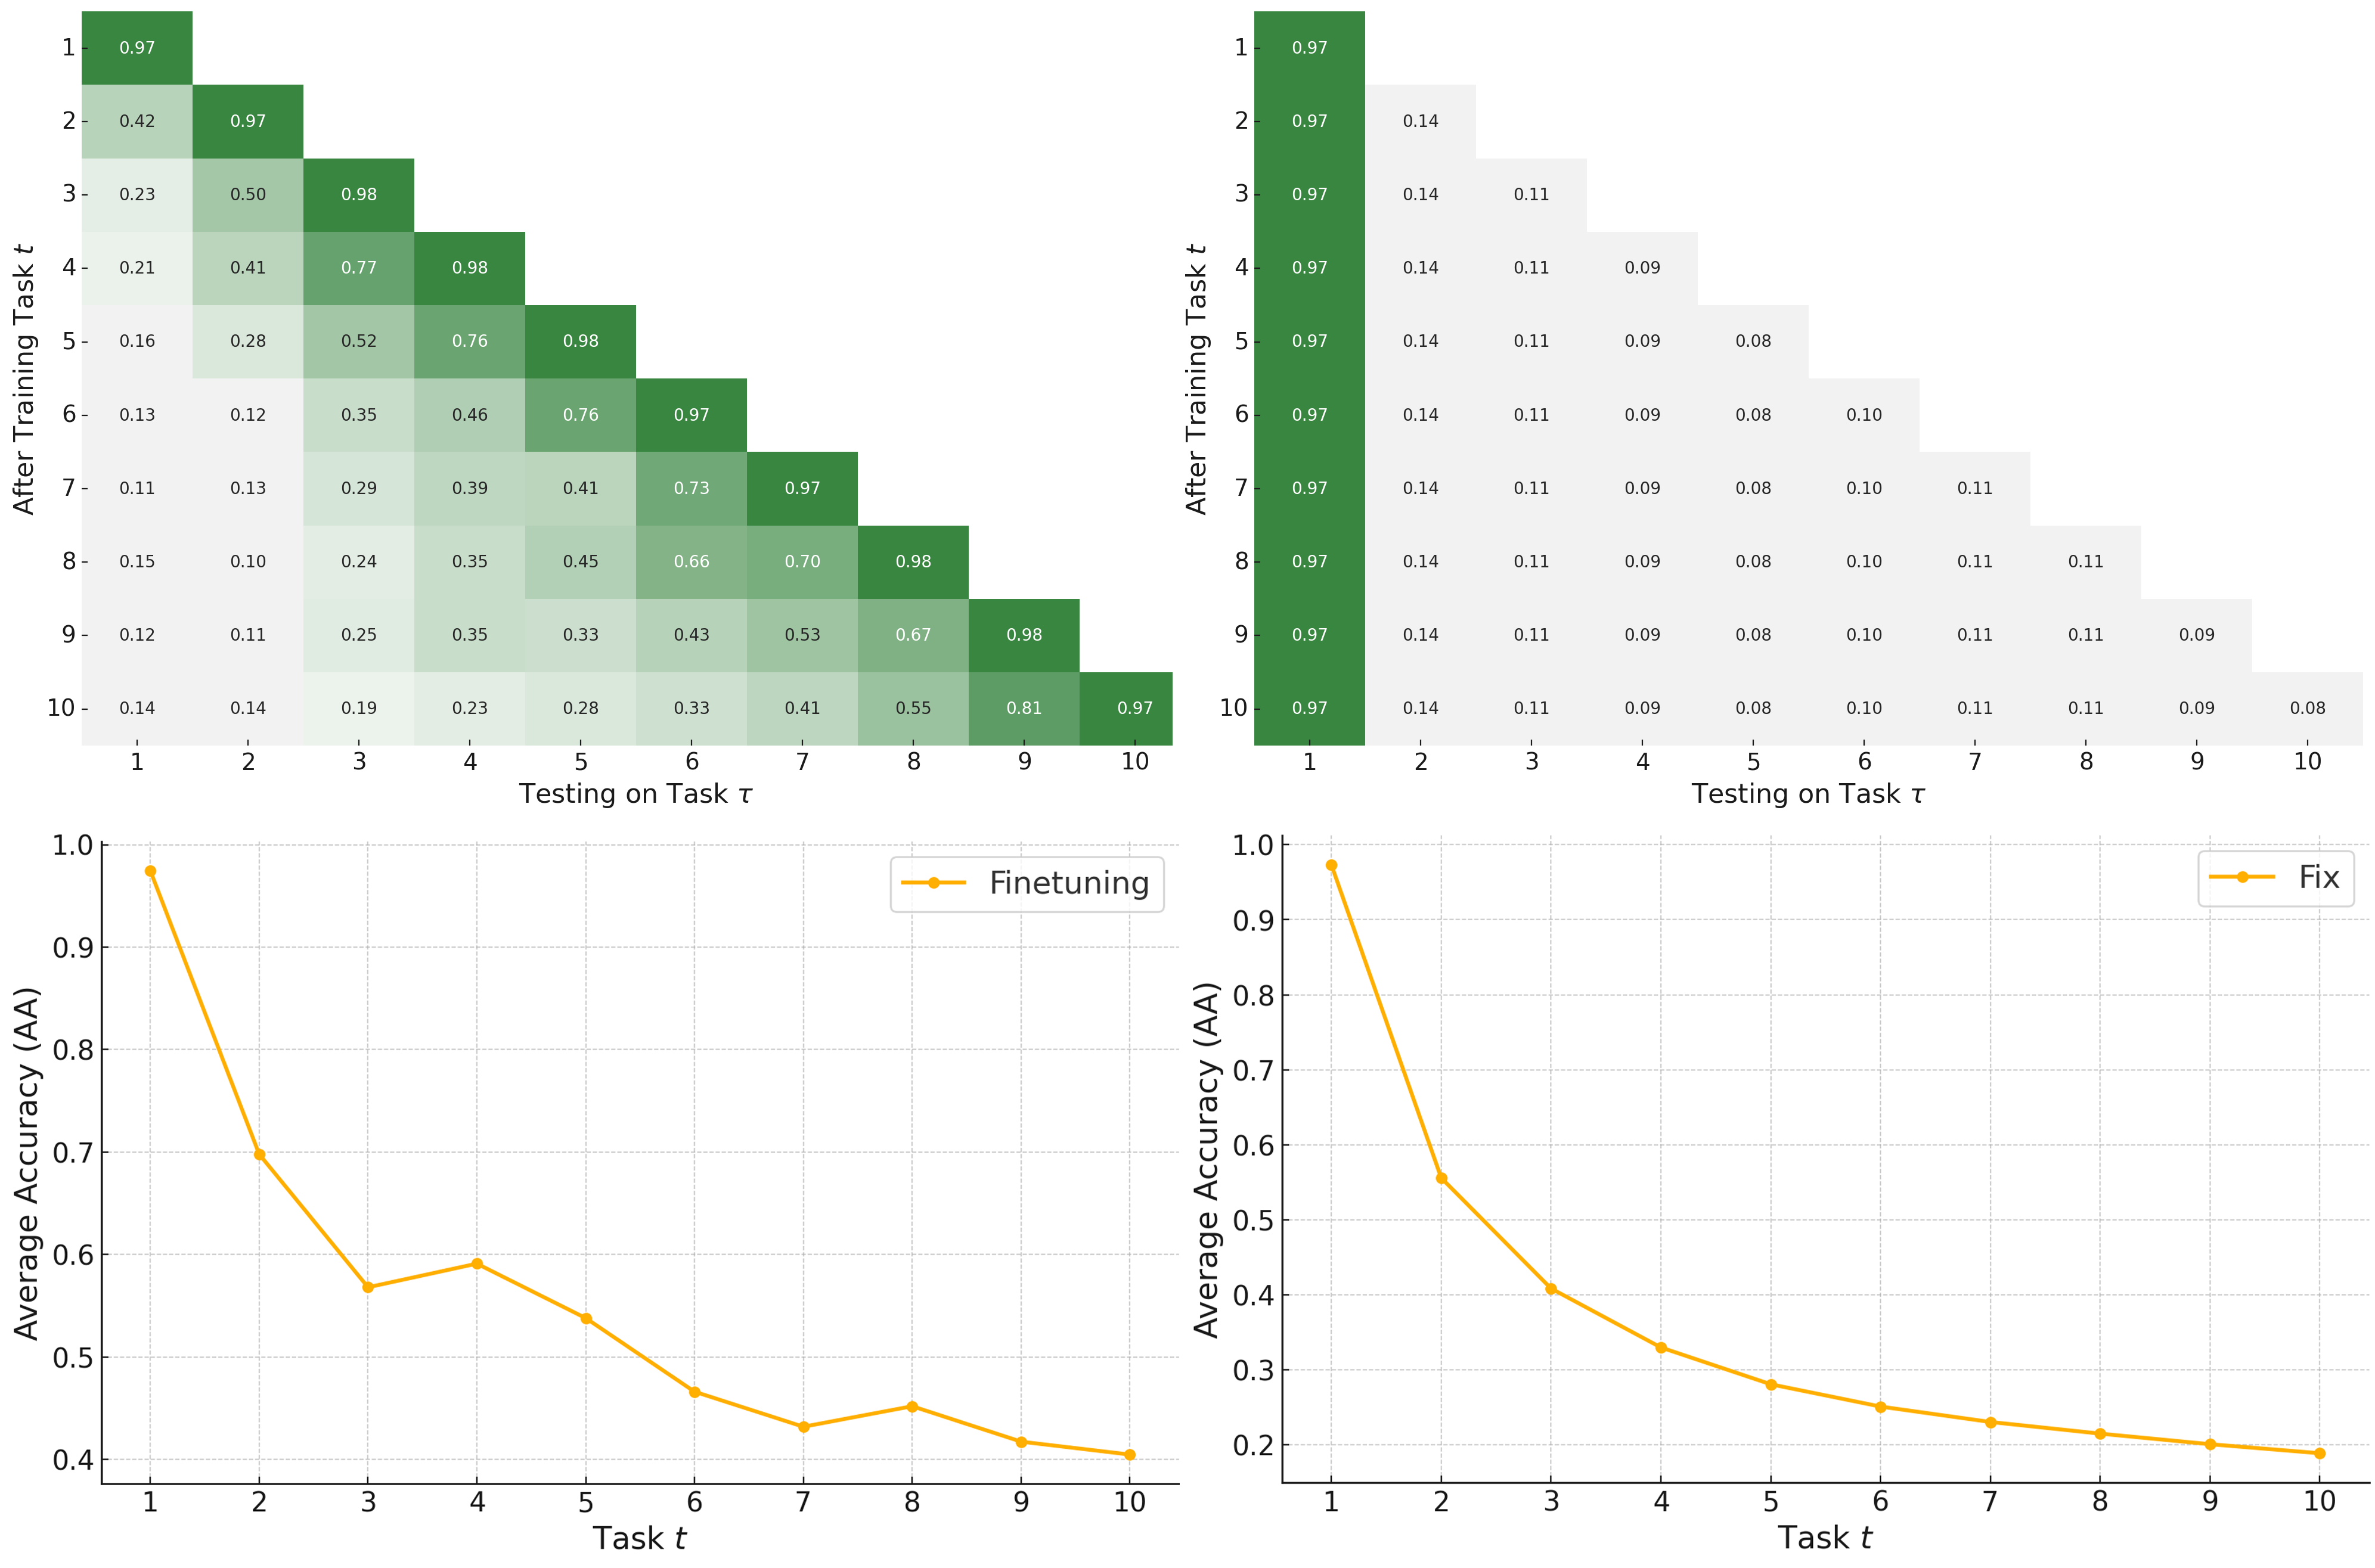 After Training Task t
1 0.97
2 0.42 0.97
3 0.23 0.50 0.98
4 0.21 0.41 0.77 0.98
5 0.16 0.28 0.52 0.76 0.98
6 0.13 0.12 0.35 0.46 0.76 0.97
7 0.11 0.13 0.29 0.39 0.41 0.73 0.97
8 0.15 0.10 0.24 0.35 0.45 0.66 0.70 0.98
9 0.12 0.11 0.25 0.35 0.33 0.43 0.53 0.67 0.98
10 0.14 0.14 0.19 0.23 0.28 0.33 0.41 0.55 0.81 0.97
1 2 3 4 5 6 7 8 9 10
Testing on Task τ
After Training Task t
1 0.97
2 0.97 0.14
3 0.97 0.14 0.11
4 0.97 0.14 0.11 0.09
5 0.97 0.14 0.11 0.09 0.08
6 0.97 0.14 0.11 0.09 0.08 0.10
7 0.97 0.14 0.11 0.09 0.08 0.10 0.11
8 0.97 0.14 0.11 0.09 0.08 0.10 0.11 0.11
9 0.97 0.14 0.11 0.09 0.08 0.10 0.11 0.11 0.09
10 0.97 0.14 0.11 0.09 0.08 0.10 0.11 0.11 0.09 0.08
1 2 3 4 5 6 7 8 9 10
Testing on Task τ
Average Accuracy (AA)
1.0
0.9
0.8
0.7
0.6
0.5
0.4
Finetuning
1 2 3 4 5 6 7 8 9 10
Task t
Average Accuracy (AA)
1.0
0.9
0.8
0.7
0.6
0.5
0.4
0.3
0.2
Fix
1 2 3 4 5 6 7 8 9 10
Task t